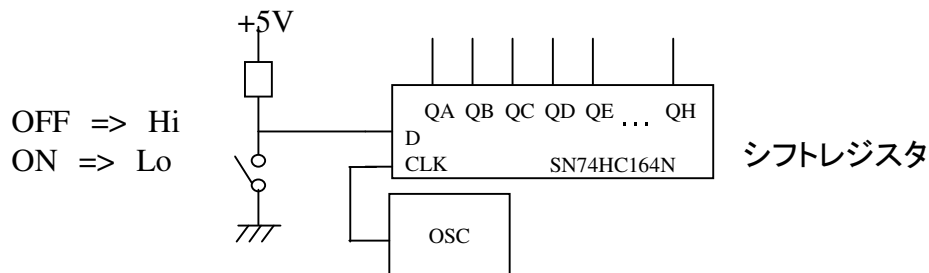 +5V
OFF => Hi
ON => Lo
QA QB QC QD QE ... QH
D
CLK
SN74HC164N
シフトレジスタ
OSC